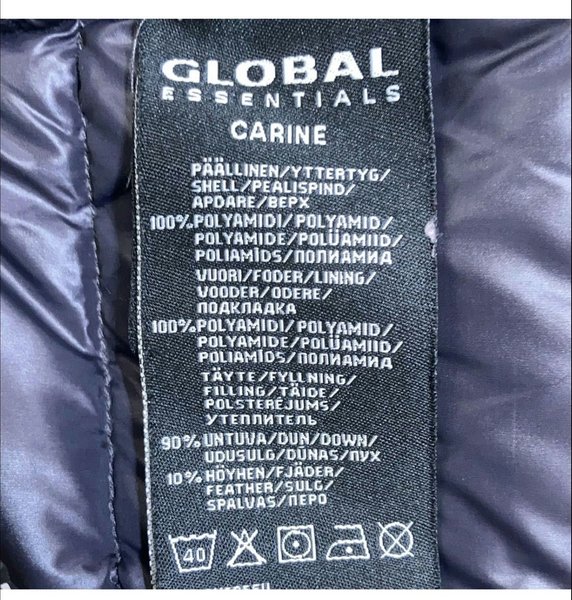 GLOBAL
ESSENTIALS
CARINE
PÄÄLLINEN/YTTERTYG/
SHELL/PEALISPIND/
APDARE/ВЕРХ
100%POLYAMIDI/POLYAMID/
POLYAMIDE/POLÜAMIID/
POLIAMĪDS/ПОЛИАМИД
VUORI/FODER/LINING/
VOODER/ODERE/
ПОДКЛАДКА
100%POLYAMIDI/POLYAMID/
POLYAMIDE/POLÜAMIID/
POLIAMĪDS/ПОЛИАМИД
TÄYTE/FYLLNING/
FILLING/TÄIDE/
POLSTERĒJUMS/
УТЕПЛИТЕЛЬ
90% UNTUVA/DUN/DOWN/
UDUSULG/DŪNAS/ПУХ
10% HÖYHEN/FJÄDER/
FEATHER/SULG/
SPALVAS/ПЕРО
40